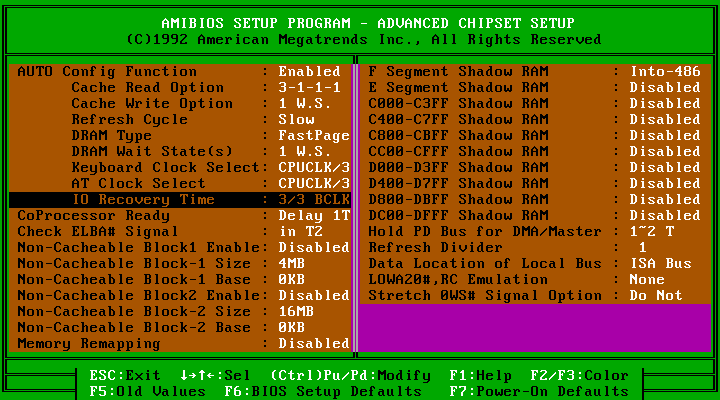 AMIBIOS SETUP PROGRAM - ADVANCED CHIPSET SETUP
(C)1992 American Megatrends Inc., All Rights Reserved
AUTO Config Function : Enabled
Cache Read Option : 3-1-1-1
Cache Write Option : 1 W.S.
Refresh Cycle : Slow
DRAM Type : FastPage
DRAM Wait State(s) : 1 W.S.
Keyboard Clock Select: CPUCLK/3
AT Clock Select : CPUCLK/3
IO Recovery Time : 3/3 BCLK
CoProcessor Ready : Delay 1T
Check ELBA# Signal : in T2
Non-Cacheable Block1 Enable: Disabled
Non-Cacheable Block-1 Size : 4MB
Non-Cacheable Block-1 Base : 0KB
Non-Cacheable Block2 Enable: Disabled
Non-Cacheable Block-2 Size : 16MB
Non-Cacheable Block-2 Base : 0KB
Memory Remapping : Disabled
F Segment Shadow RAM : Into-486
E Segment Shadow RAM : Disabled
C000-C3FF Shadow RAM : Disabled
C400-C7FF Shadow RAM : Disabled
C800-CBFF Shadow RAM : Disabled
CC00-CFFF Shadow RAM : Disabled
D000-D3FF Shadow RAM : Disabled
D400-D7FF Shadow RAM : Disabled
D800-DBFF Shadow RAM : Disabled
DC00-DFFF Shadow RAM : Disabled
Hold PD Bus for DMA/Master : 1~2 T
Refresh Divider : 1
Data Location of Local Bus : ISA Bus
LOWA20#,RC Emulation : None
Stretch 0WS# Signal Option : Do Not
ESC:Exit ↓→↑←:Sel (Ctrl)Pu/Pd:Modify F1:Help F2/F3:Color
F5:Old Values F6:BIOS Setup Defaults F7:Power-On Defaults